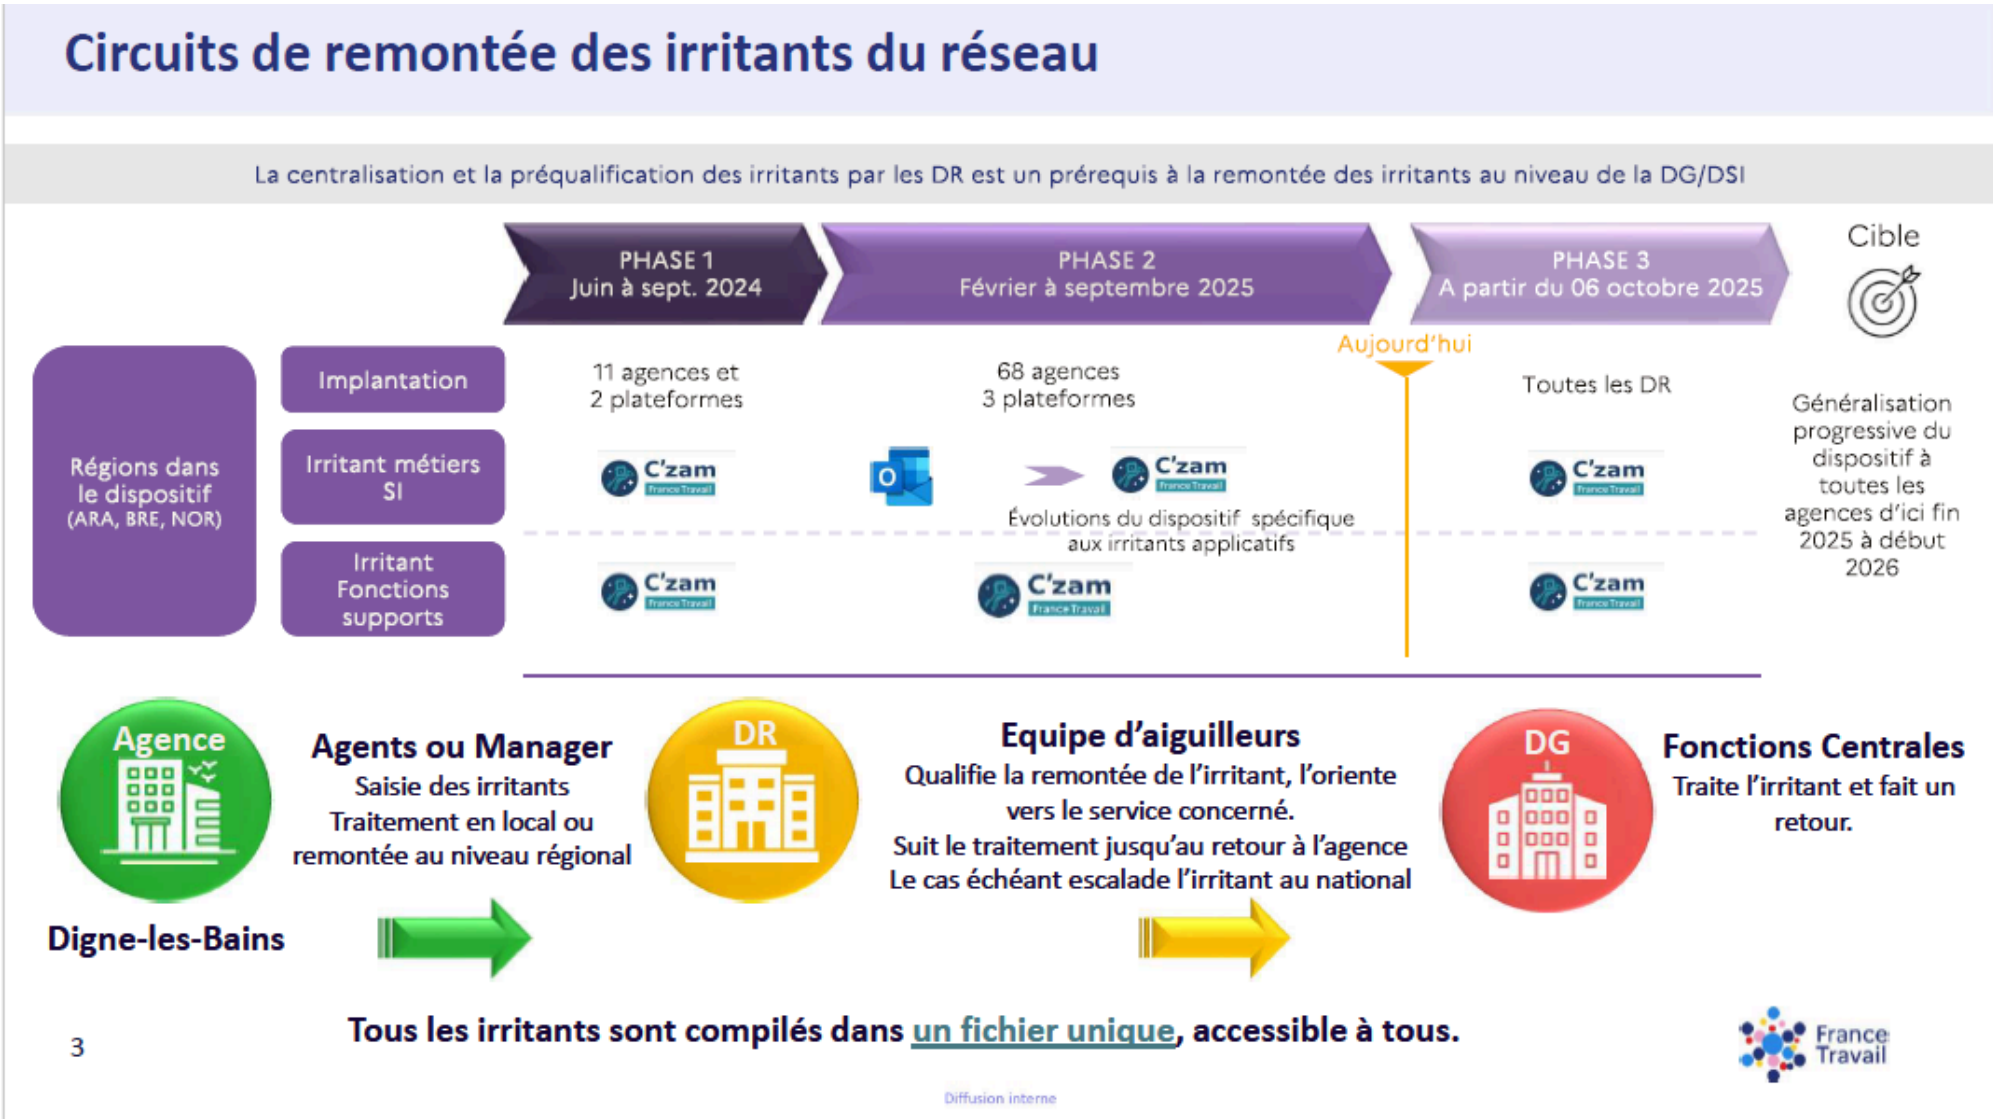 Circuits de remontée des irritants du réseau
La centralisation et la préqualification des irritants par les DR est un prérequis à la remontée des irritants au niveau de la DG/DSI
PHASE 1
Juin à sept. 2024
PHASE 2
Février à septembre 2025
PHASE 3
A partir du 06 octobre 2025
Cible
Aujourd'hui
Régions dans
le dispositif
(ARA, BRE, NOR)
Implantation
11 agences et
2 plateformes
68 agences
3 plateformes
Toutes les DR
Irritant métiers
SI
C'zam
France Travail
O
C'zam
France Travail
Évolutions du dispositif spécifique
aux irritants applicatifs
C'zam
France Travail
Irritant
Fonctions
supports
C'zam
France Travail
C'zam
France Travail
C'zam
France Travail
Généralisation
progressive du
dispositif à
toutes les
agences d'ici fin
2025 à début
2026
Agence
Digne-les-Bains
Agents ou Manager
Saisie des irritants
Traitement en local ou
remontée au niveau régional
DR
Equipe d'aiguilleurs
Qualifie la remontée de l'irritant, l'oriente
vers le service concerné.
Suit le traitement jusqu'au retour à l'agence
Le cas échéant escalade l'irritant au national
DG
Fonctions Centrales
Traite l'irritant et fait un
retour.
Tous les irritants sont compilés dans un fichier unique, accessible à tous.
3
France
Travail
Diffusion interne